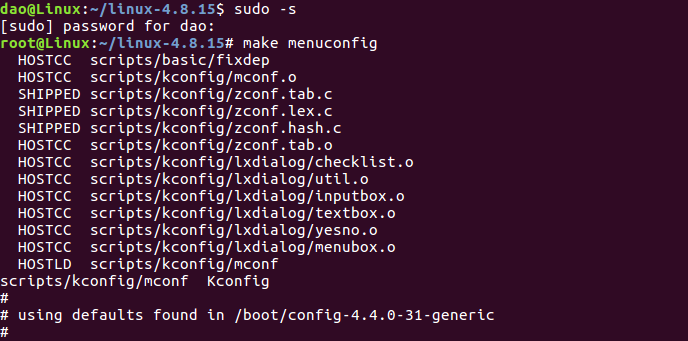 dao@Linux:~/linux-4.8.15$ sudo -s
[sudo] password for dao:
root@Linux:~/linux-4.8.15# make menuconfig
HOSTCC scripts/basic/fixdep
HOSTCC scripts/kconfig/mconf.o
SHIPPED scripts/kconfig/zconf.tab.c
SHIPPED scripts/kconfig/zconf.lex.c
SHIPPED scripts/kconfig/zconf.hash.c
HOSTCC scripts/kconfig/zconf.tab.o
HOSTCC scripts/kconfig/lxdialog/checklist.o
HOSTCC scripts/kconfig/lxdialog/util.o
HOSTCC scripts/kconfig/lxdialog/inputbox.o
HOSTCC scripts/kconfig/lxdialog/textbox.o
HOSTCC scripts/kconfig/lxdialog/yesno.o
HOSTCC scripts/kconfig/lxdialog/menubox.o
HOSTLD scripts/kconfig/mconf
scripts/kconfig/mconf Kconfig
#
# using defaults found in /boot/config-4.4.0-31-generic
#